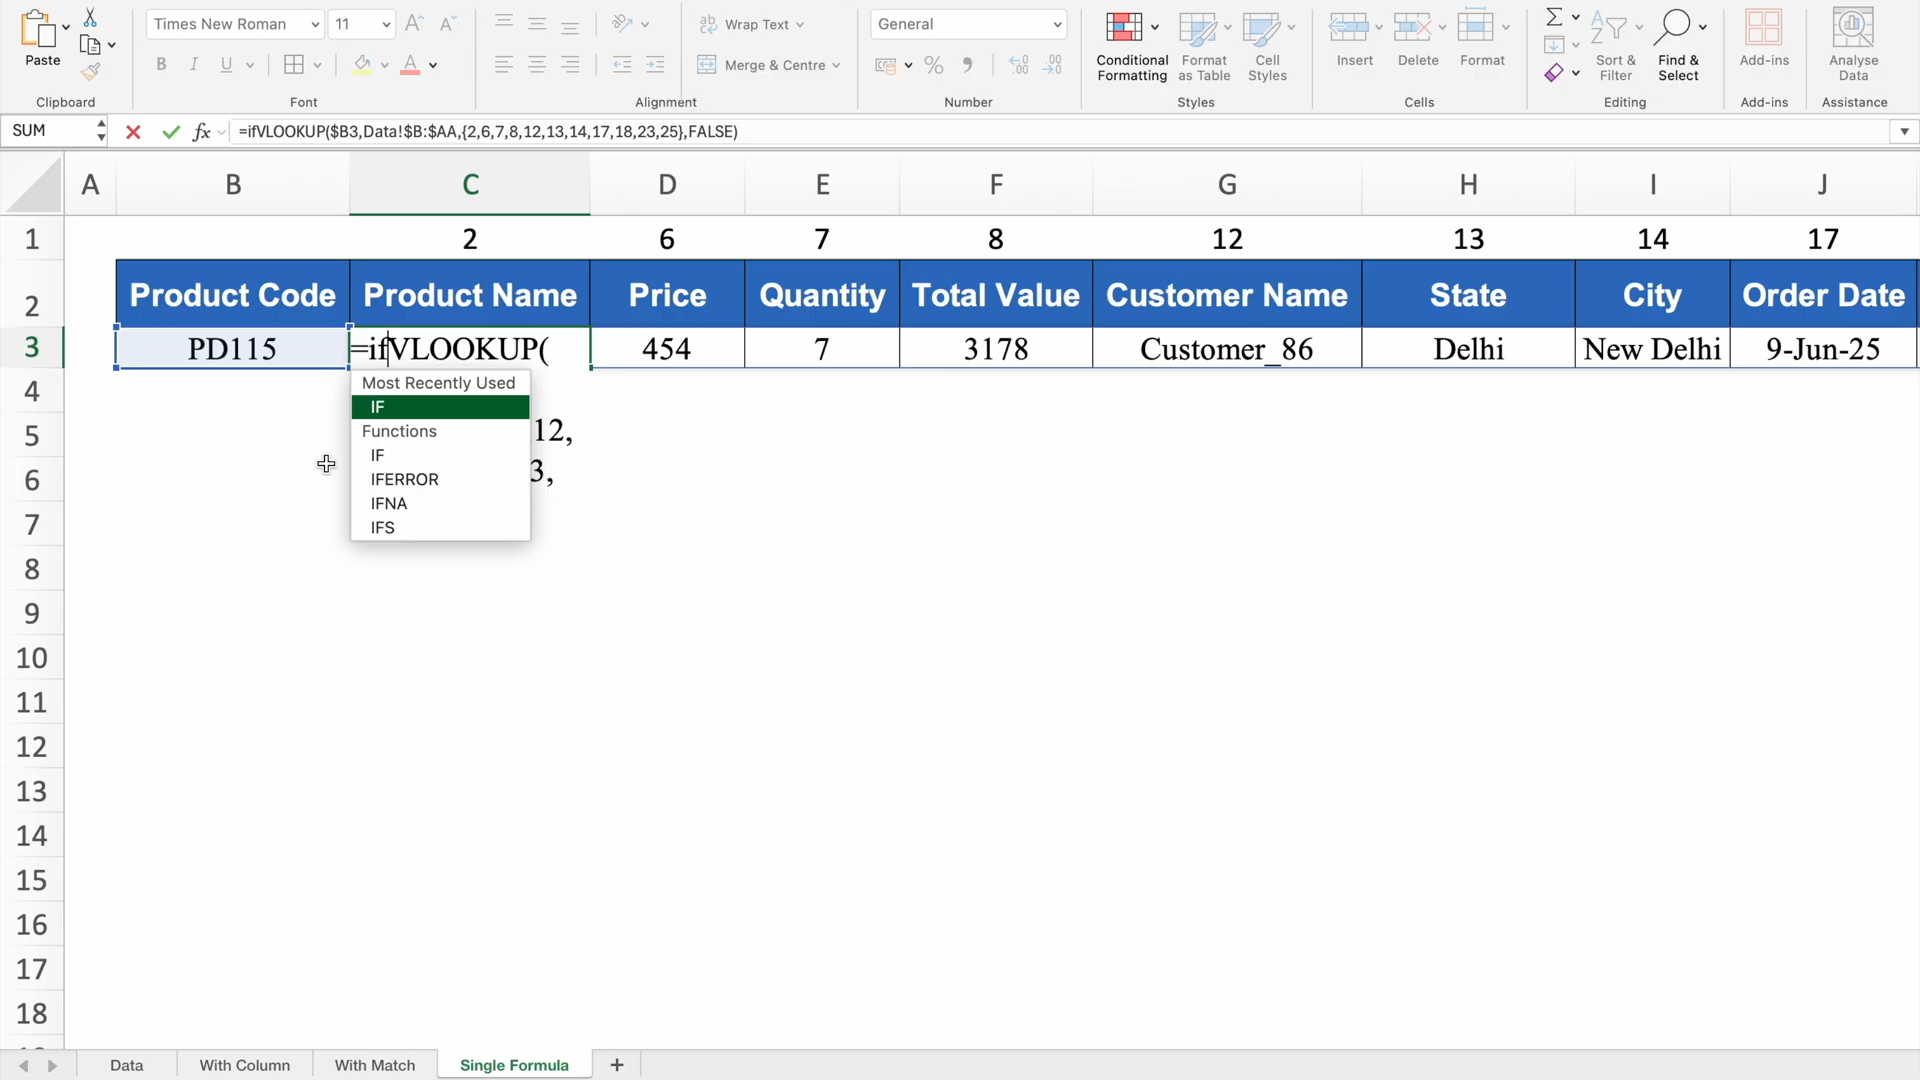 Times New Roman 11 Wrap Text General
Paste B I U Merge & Centre % Conditional Formatting Format as Table Cell Styles Insert Delete Format Sort & Filter Find & Select Add-ins Analyse Data
Clipboard Font Alignment Number Styles Cells Editing Add-ins Assistance
SUM fx =ifVLOOKUP($B3,Data!$B:$AA,{2,6,7,8,12,13,14,17,18,23,25},FALSE)
A B C D E F G H I J
1 2 6 7 8 12 13 14 17
2 Product Code Product Name Price Quantity Total Value Customer Name State City Order Date
3 PD115 =ifVLOOKUP( 454 7 3178 Customer_86 Delhi New Delhi 9-Jun-25
Most Recently Used
4
IF
Functions
5 12,
IF
6 3,
IFERROR
IFNA
7
IFS
8
9
10
11
12
13
14
15
16
17
18
Data With Column With Match Single Formula +